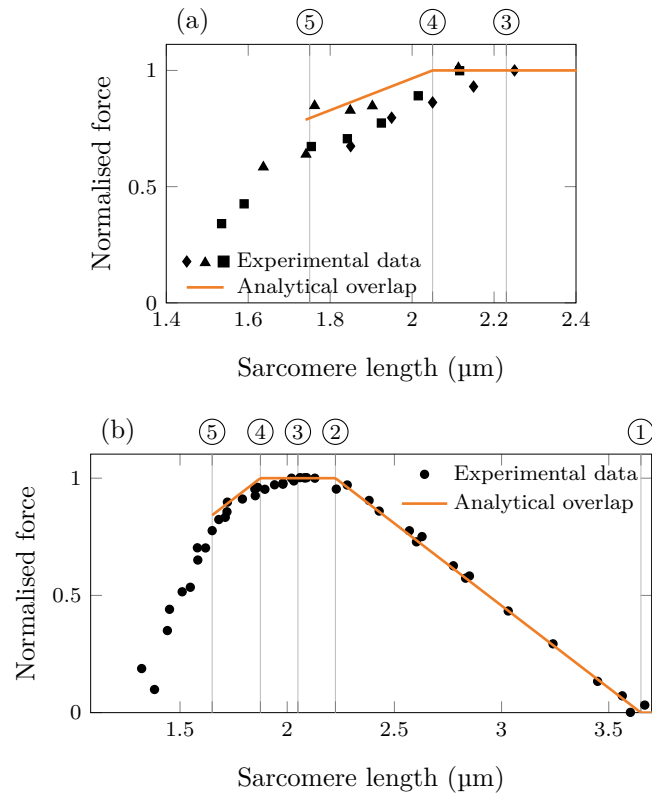 (a) ⑤ ④ ③
Normalised force
1
0.5
0
Experimental data
Analytical overlap
1.4 1.6 1.8 2 2.2 2.4
Sarcomere length (µm)
(b) ⑤ ④ ③ ② ①
Normalised force
1
0.5
0
Experimental data
Analytical overlap
1.5 2 2.5 3 3.5
Sarcomere length (µm)